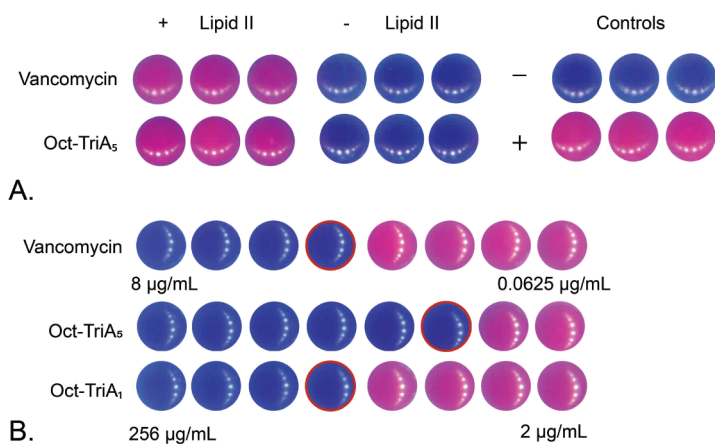 + Lipid II - Lipid II Controls
Vancomycin −
Oct-TriA₅ +
A.
Vancomycin
8 µg/mL 0.0625 µg/mL
Oct-TriA₅
Oct-TriA₁
256 µg/mL 2 µg/mL
B.